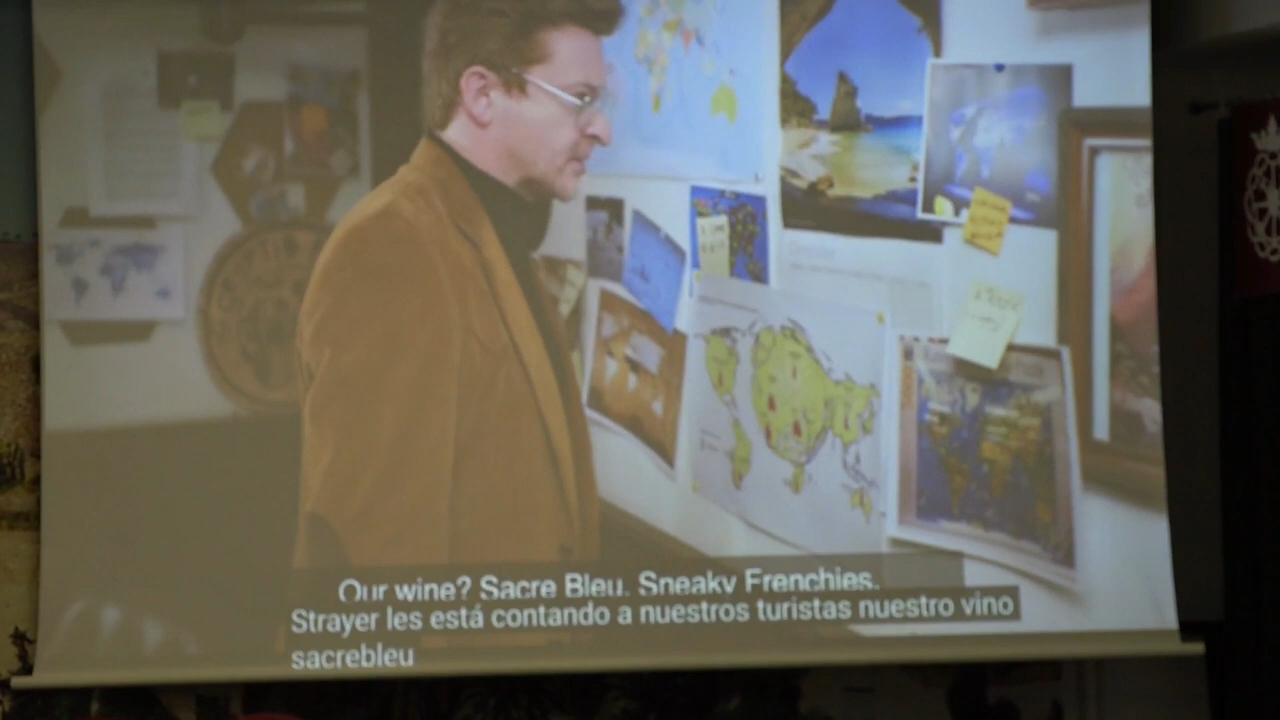 Our wine? Sacre Bleu. Sneaky Frenchies.
Strayer les está contando a nuestros turistas nuestro vino
sacrebleu